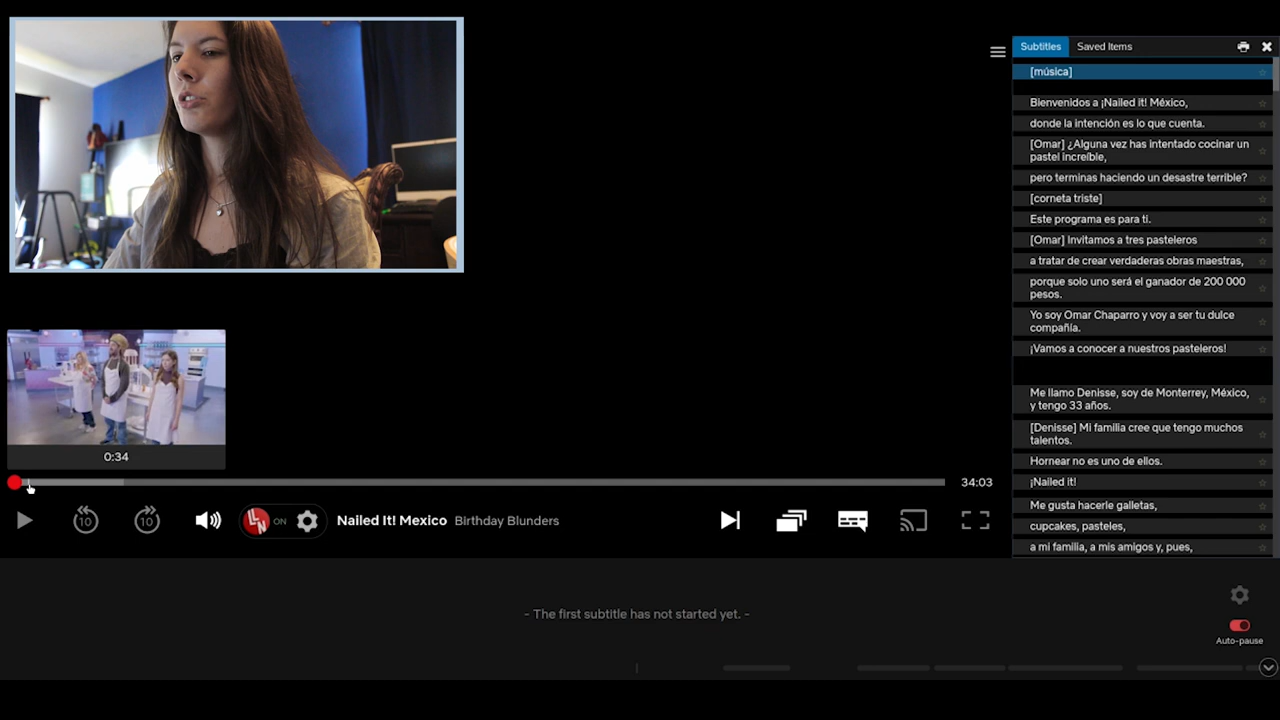 Subtitles
Saved Items
[música]
Bienvenidos a ¡Nailed it! México,
donde la intención es lo que cuenta.
[Omar] ¿Alguna vez has intentado cocinar un
pastel increíble,
pero terminas haciendo un desastre terrible?
[corneta triste]
Este programa es para ti.
[Omar] Invitamos a tres pasteleros
a tratar de crear verdaderas obras maestras,
porque solo uno será el ganador de 200 000
pesos.
Yo soy Omar Chaparro y voy a ser tu dulce
compañía.
¡Vamos a conocer a nuestros pasteleros!
Me llamo Denisse, soy de Monterrey, México,
y tengo 33 años.
[Denisse] Mi familia cree que tengo muchos
talentos.
Hornear no es uno de ellos.
¡Nailed it!
Me gusta hacerle galletas,
cupcakes, pasteles,
a mi familia, a mis amigos y, pues,
0:34
34:03
10
10
LLN
ON
Nailed It! Mexico Birthday Blunders
- The first subtitle has not started yet. -
Auto-pause